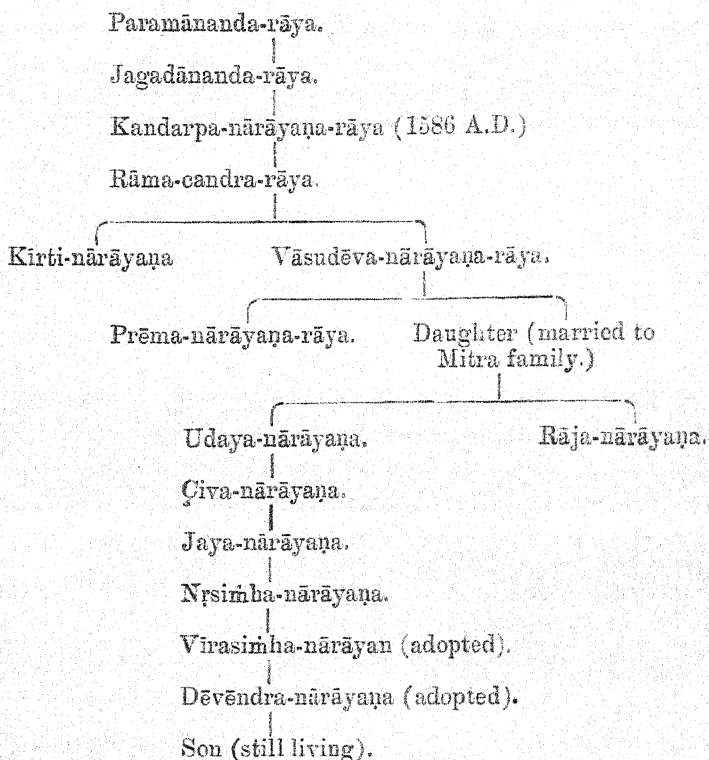 Paramānanda-rāya.
Jagadānanda-rāya.
Kandarpa-nārāyaṇa-rāya (1586 A.D.)
Rāma-candra-rāya.
Kīrti-nārāyaṇa Vāsudēva-nārāyaṇa-rāya.
Prēma-nārāyaṇa-rāya. Daughter (married to
Mitra family.)
Udaya-nārāyaṇa. Rāja-nārāyaṇa.
Çiva-nārāyaṇa.
Jaya-nārāyaṇa.
Nṛsiṁha-nārāyaṇa.
Vīrasiṁha-nārāyan (adopted).
Dēvēndra-nārāyaṇa (adopted).
Son (still living).